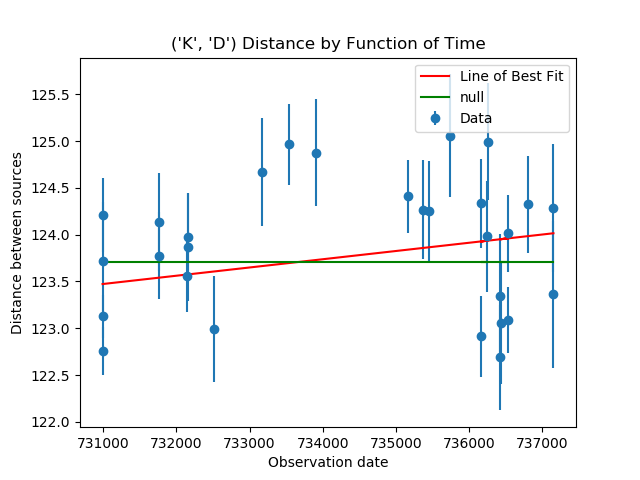 ('K', 'D') Distance by Function of Time
Line of Best Fit
null
Data
Distance between sources
125.5
125.0
124.5
124.0
123.5
123.0
122.5
122.0
731000 732000 733000 734000 735000 736000 737000
Observation date